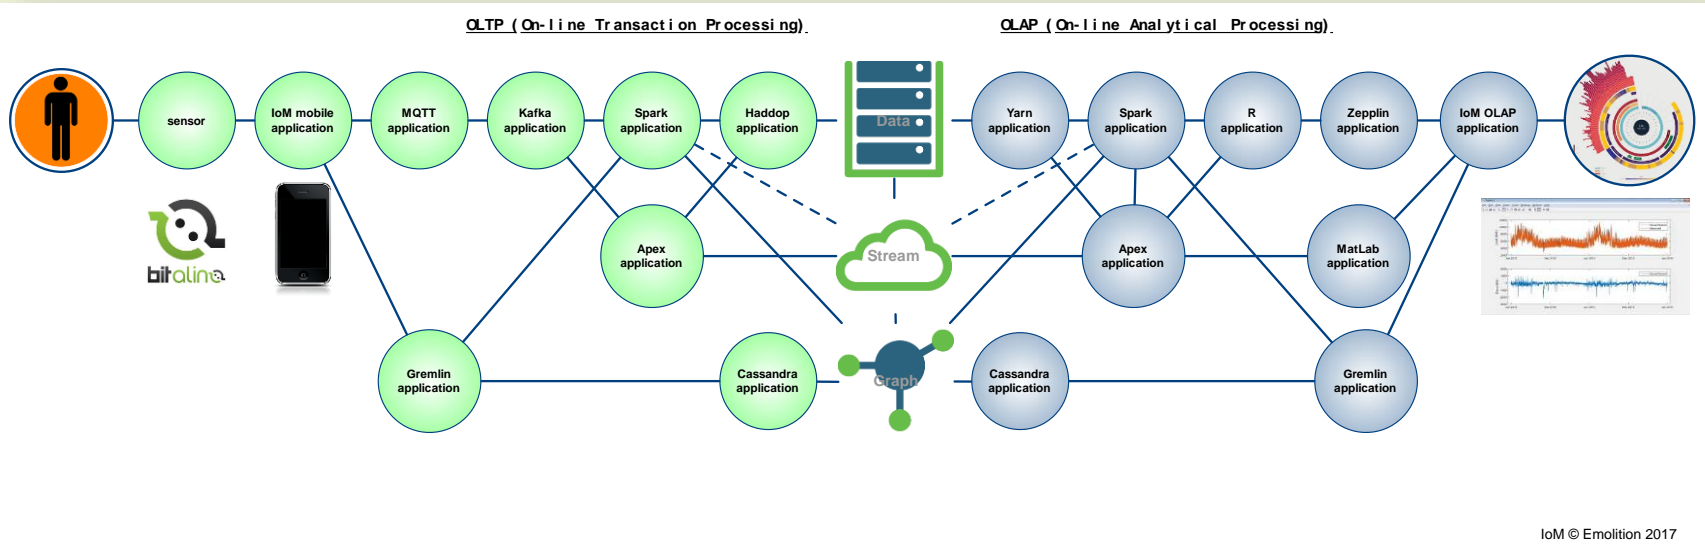 OLTP (On-line Transaction Processing)
OLAP (On-line Analytical Processing)
sensor
IoM mobile
application
MQTT
application
Kafka
application
Spark
application
Haddop
application
Data
Yarn
application
Spark
application
R
application
Zepplin
application
IoM OLAP
application
bitalino
Apex
application
Stream
Apex
application
MatLab
application
Gremlin
application
Cassandra
application
Graph
Cassandra
application
Gremlin
application
IoM © Emolition 2017